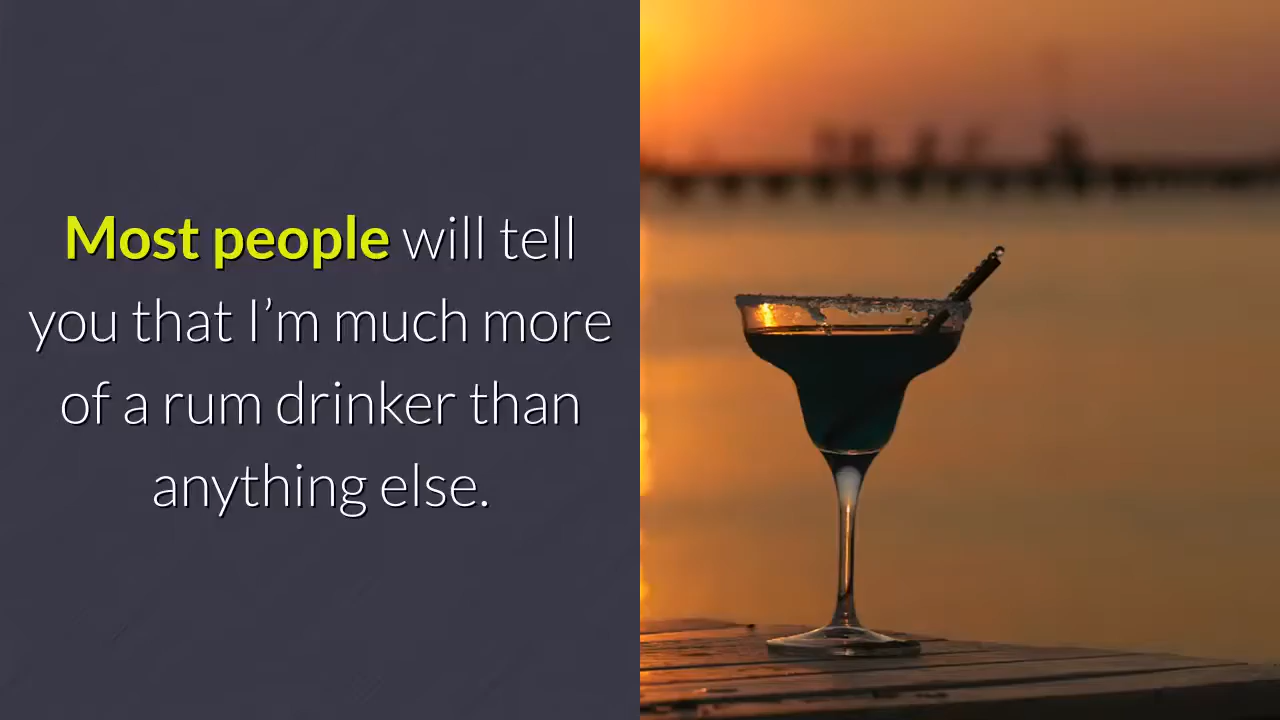 Most people will tell
you that I’m much more
of a rum drinker than
anything else.